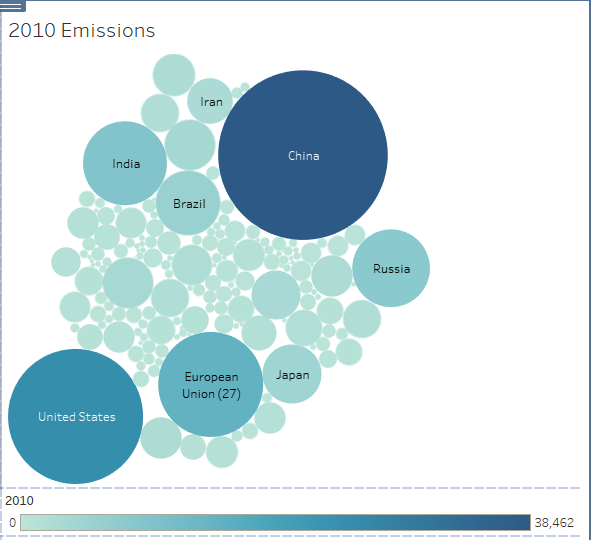 2010 Emissions
Iran
China
India
Brazil
Russia
Japan
European
Union (27)
United States
2010
0
38,462